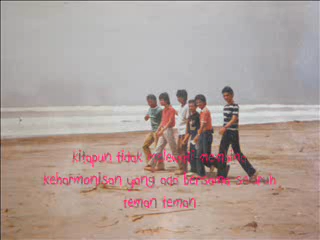 kitapun tidak
keharmonisan yang ada bersama seluruh
teman teman